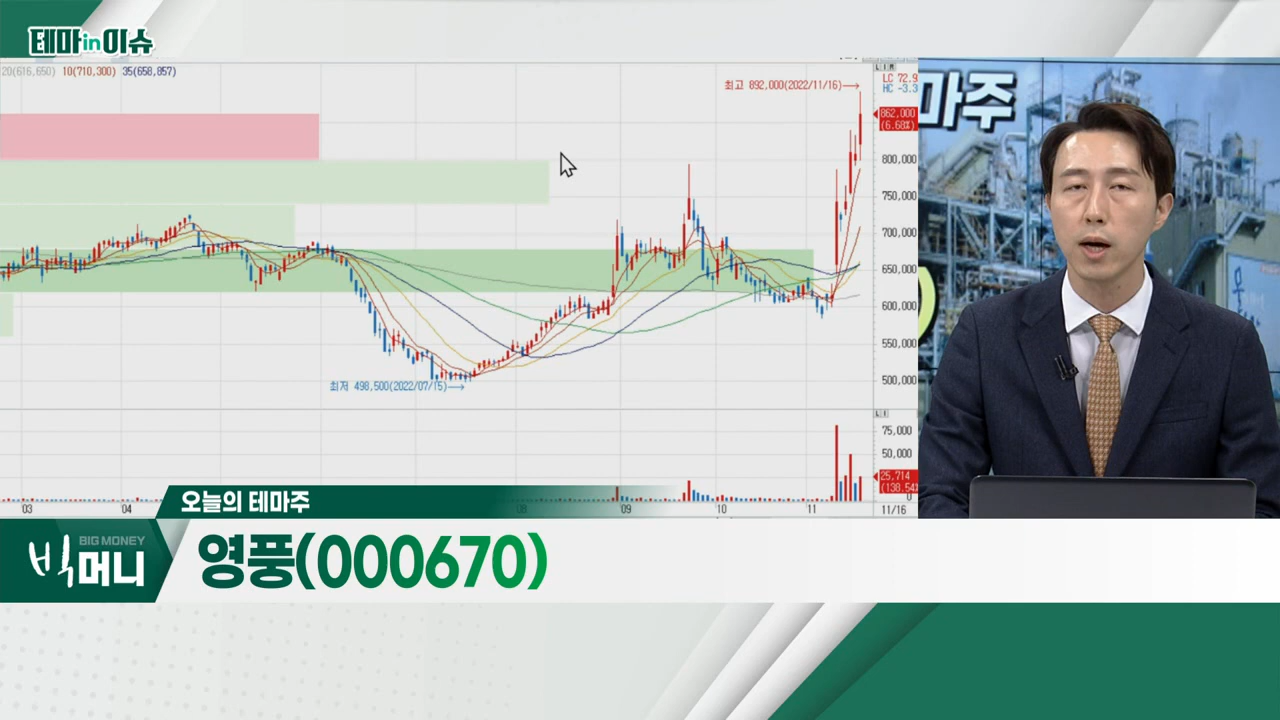 테마in이슈
20(616,650) 10(710,300) 35(658,857)
최고 892,000(2022/11/16)→
LIM
LC 72.9
HC -3.3
862,000
(6.68%)
800,000
750,000
700,000
650,000
600,000
550,000
500,000
최저 498,500(2022/07/15)→
LI
75,000
50,000
25,714
(138.54%
0
03 04 08 09 10 11 11/16
마주
오늘의 테마주
BIG MONEY
빅머니
영풍(000670)